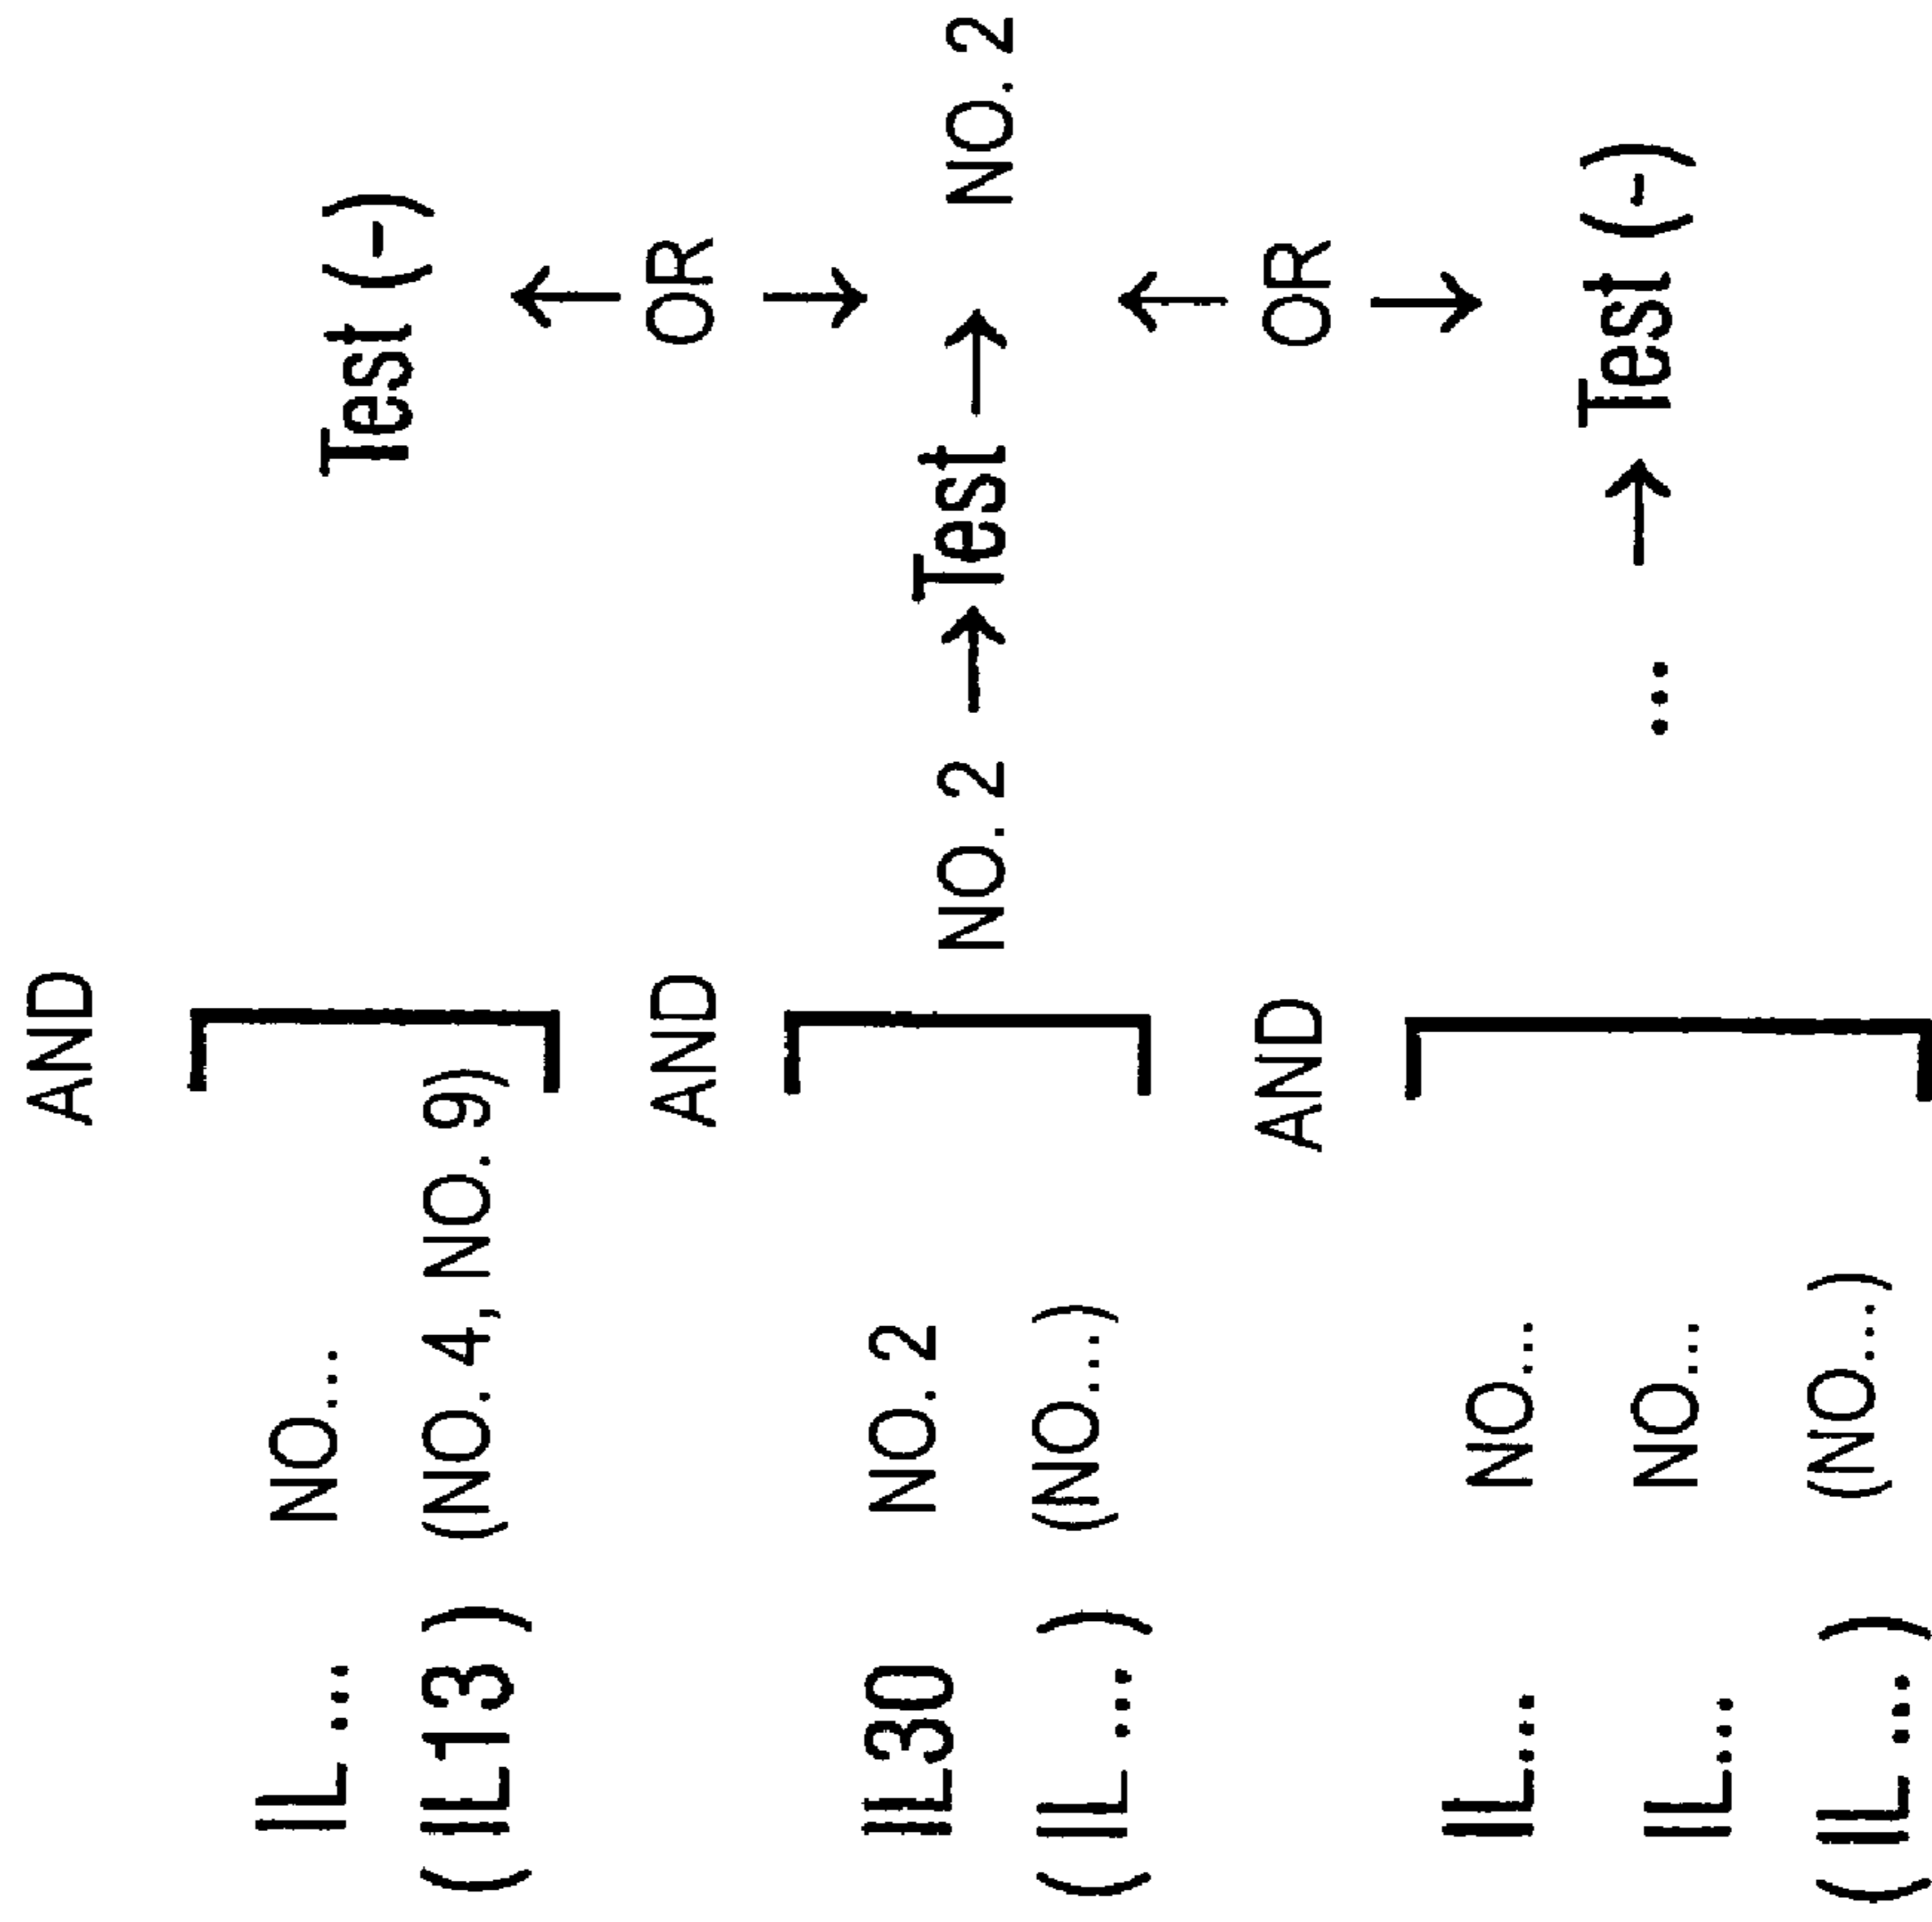 AND
IL... NO...
Test (-)
(IL13) (NO. 4, NO. 9)
AND OR
IL30 NO. 2
NO. 2 → Test → NO. 2
(IL...) (NO...)
AND OR
IL... NO...
... → Test (-)
IL... NO...
(IL...) (NO...)